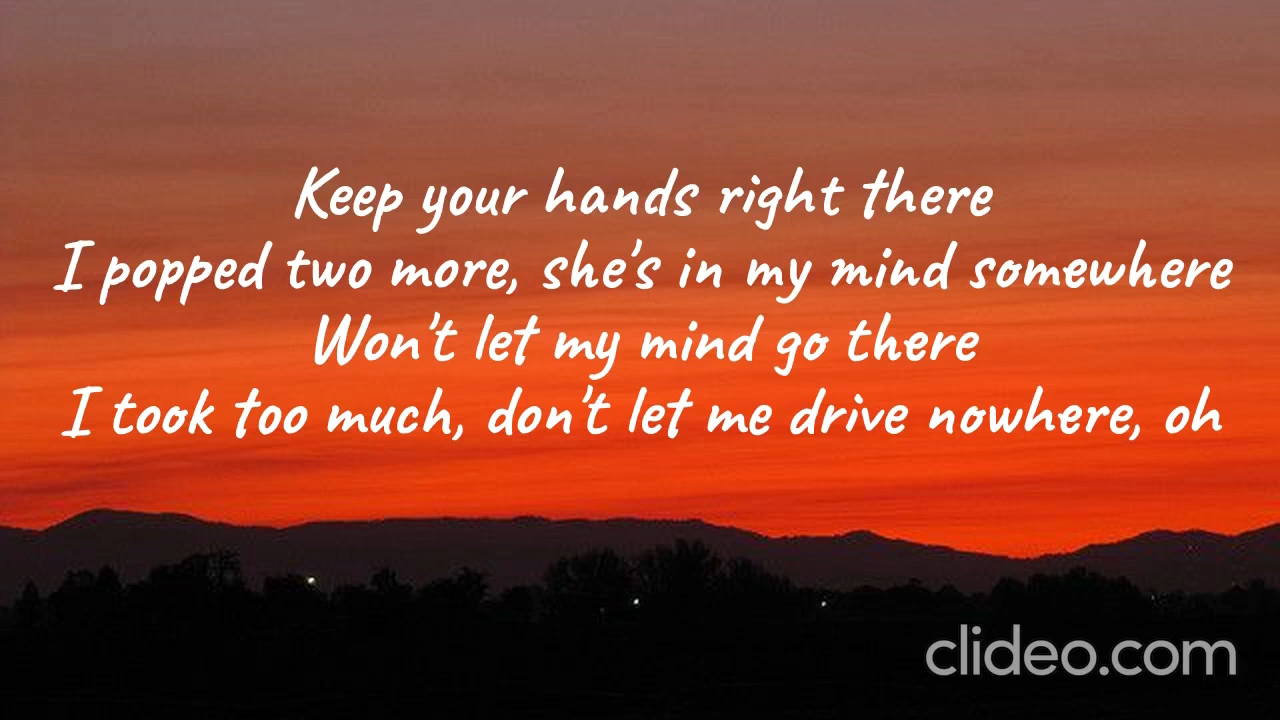 Keep your hands right there
I popped two more, she's in my mind somewhere
Won't let my mind go there
I took too much, don't let me drive nowhere, oh
clideo.com